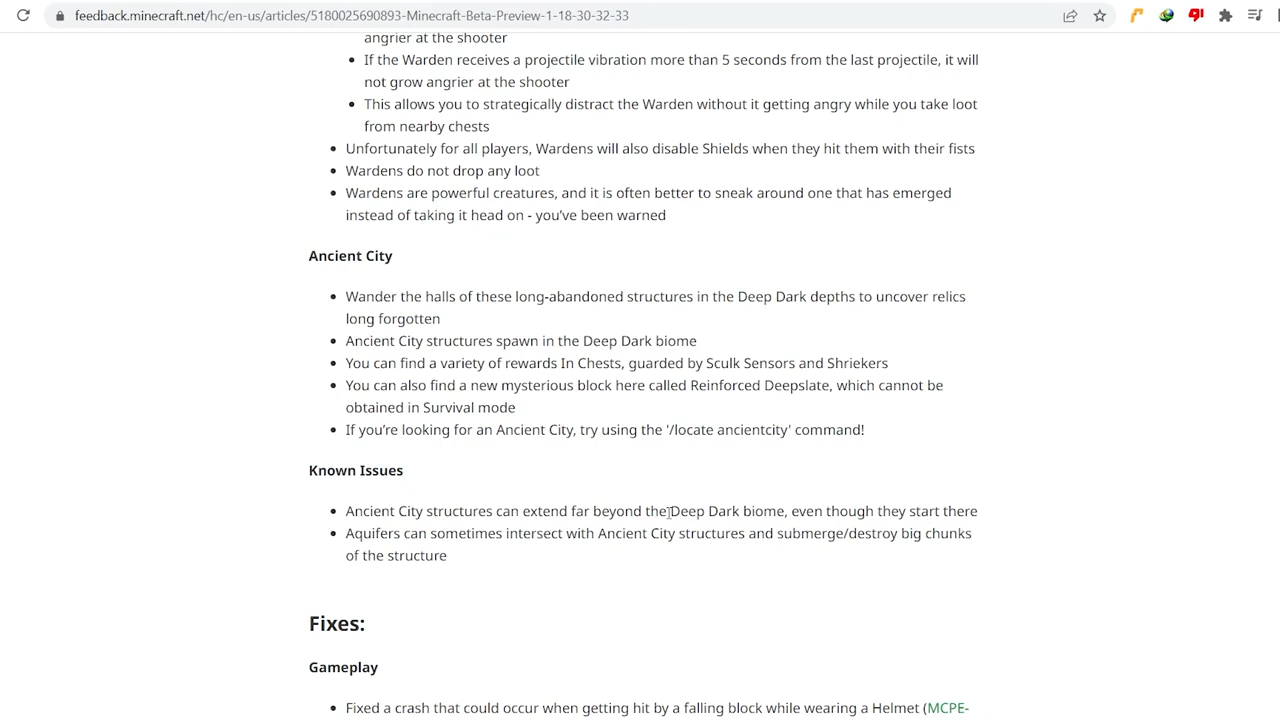 feedback.minecraft.net/hc/en-us/articles/5180025690893-Minecraft-Beta-Preview-1-18-30-32-33
angrier at the shooter
• If the Warden receives a projectile vibration more than 5 seconds from the last projectile, it will
not grow angrier at the shooter
• This allows you to strategically distract the Warden without it getting angry while you take loot
from nearby chests
• Unfortunately for all players, Wardens will also disable Shields when they hit them with their fists
• Wardens do not drop any loot
• Wardens are powerful creatures, and it is often better to sneak around one that has emerged
instead of taking it head on - you’ve been warned
Ancient City
• Wander the halls of these long-abandoned structures in the Deep Dark depths to uncover relics
long forgotten
• Ancient City structures spawn in the Deep Dark biome
• You can find a variety of rewards In Chests, guarded by Sculk Sensors and Shriekers
• You can also find a new mysterious block here called Reinforced Deepslate, which cannot be
obtained in Survival mode
• If you’re looking for an Ancient City, try using the '/locate ancientcity' command!
Known Issues
• Ancient City structures can extend far beyond the Deep Dark biome, even though they start there
• Aquifers can sometimes intersect with Ancient City structures and submerge/destroy big chunks
of the structure
Fixes:
Gameplay
• Fixed a crash that could occur when getting hit by a falling block while wearing a Helmet (MCPE-